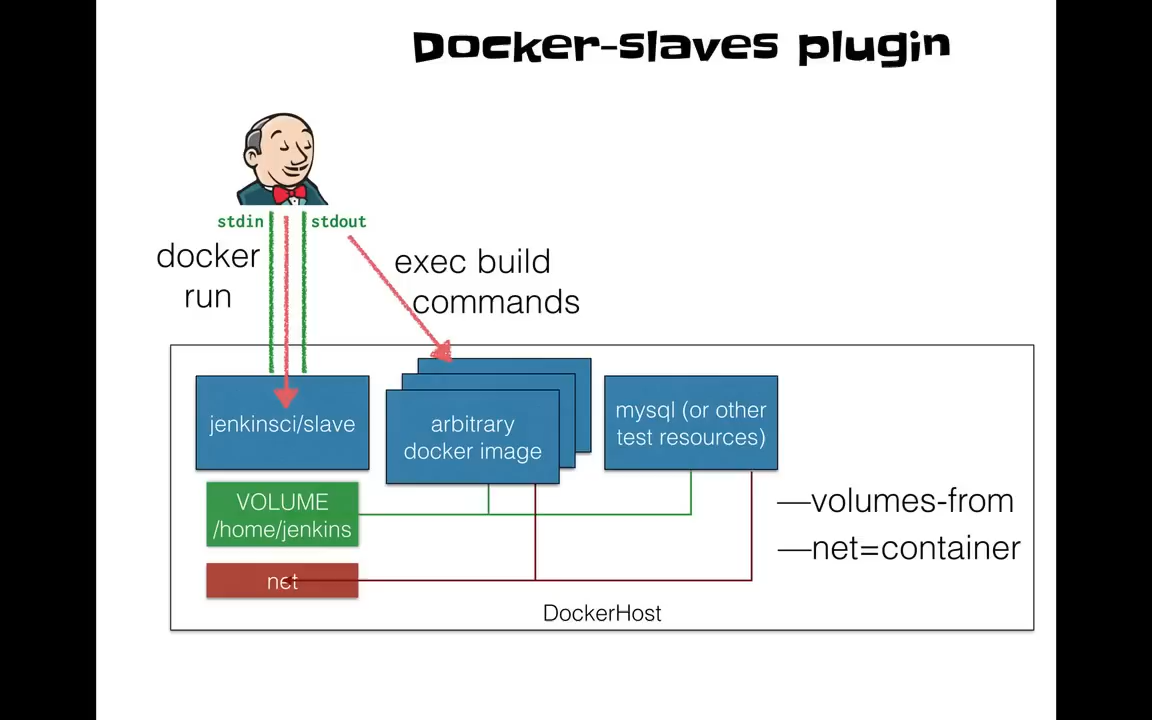 Docker-slaves plugin
stdin
stdout
docker
run
exec build
commands
jenkinsci/slave
arbitrary
docker image
mysql (or other
test resources)
VOLUME
/home/jenkins
—volumes-from
—net=container
net
DockerHost